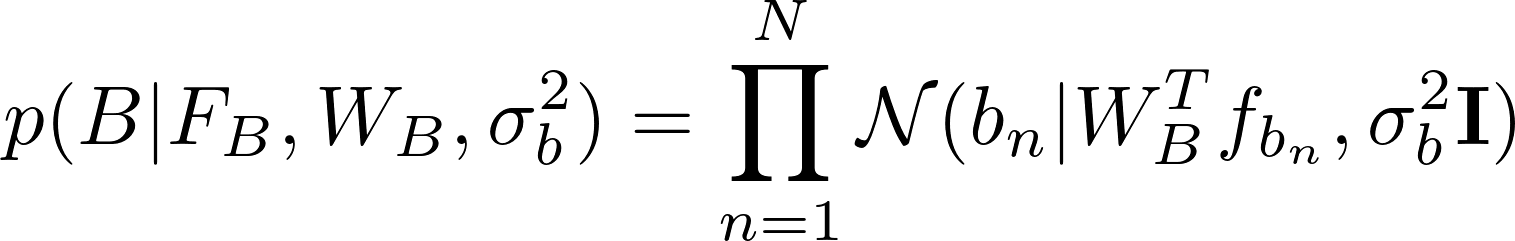 p(B|F_B, W_B, σ_b^2) = ∏_{n=1}^{N} 𝒩(b_n|W_B^T f_{b_n}, σ_b^2 𝐈)